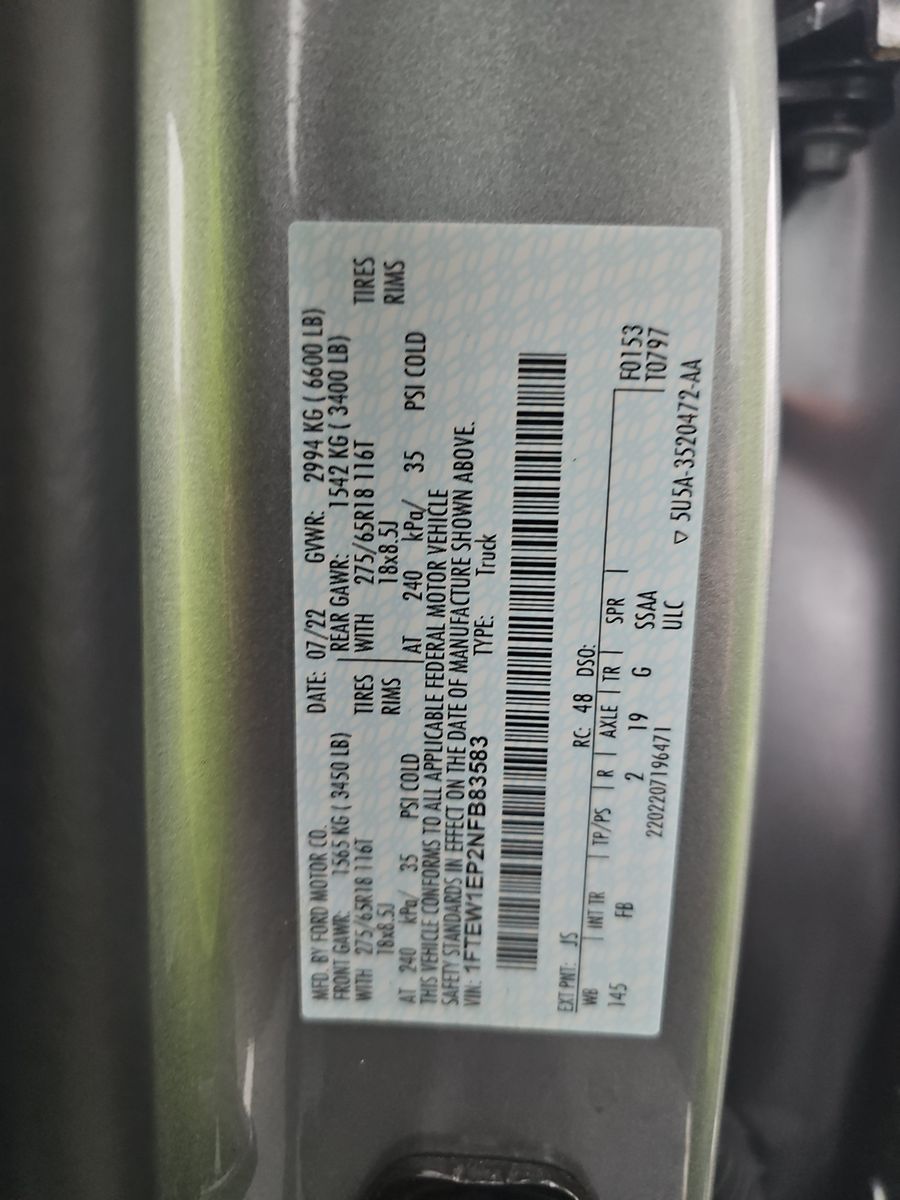 MFD. BY FORD MOTOR CO. DATE: 07/22 GVWR: 2994 KG ( 6600 LB)
FRONT GAWR: 1565 KG ( 3450 LB) REAR GAWR: 1542 KG ( 3400 LB)
WITH 275/65R18 116T TIRES WITH 275/65R18 116T TIRES
18x8.5J RIMS 18x8.5J RIMS
AT 240 kPa/ 35 PSI COLD AT 240 kPa/ 35 PSI COLD
THIS VEHICLE CONFORMS TO ALL APPLICABLE FEDERAL MOTOR VEHICLE
SAFETY STANDARDS IN EFFECT ON THE DATE OF MANUFACTURE SHOWN ABOVE.
VIN: 1FTEW1EP2NFB83583 TYPE: Truck
EXT PNT: JS RC: 48 DSO:
WB INT TR TP/PS R AXLE TR SPR F0153
145 FB 2 19 G SSAA T0797
ULC
2202207196471 ▽ 5U5A-3520472-AA